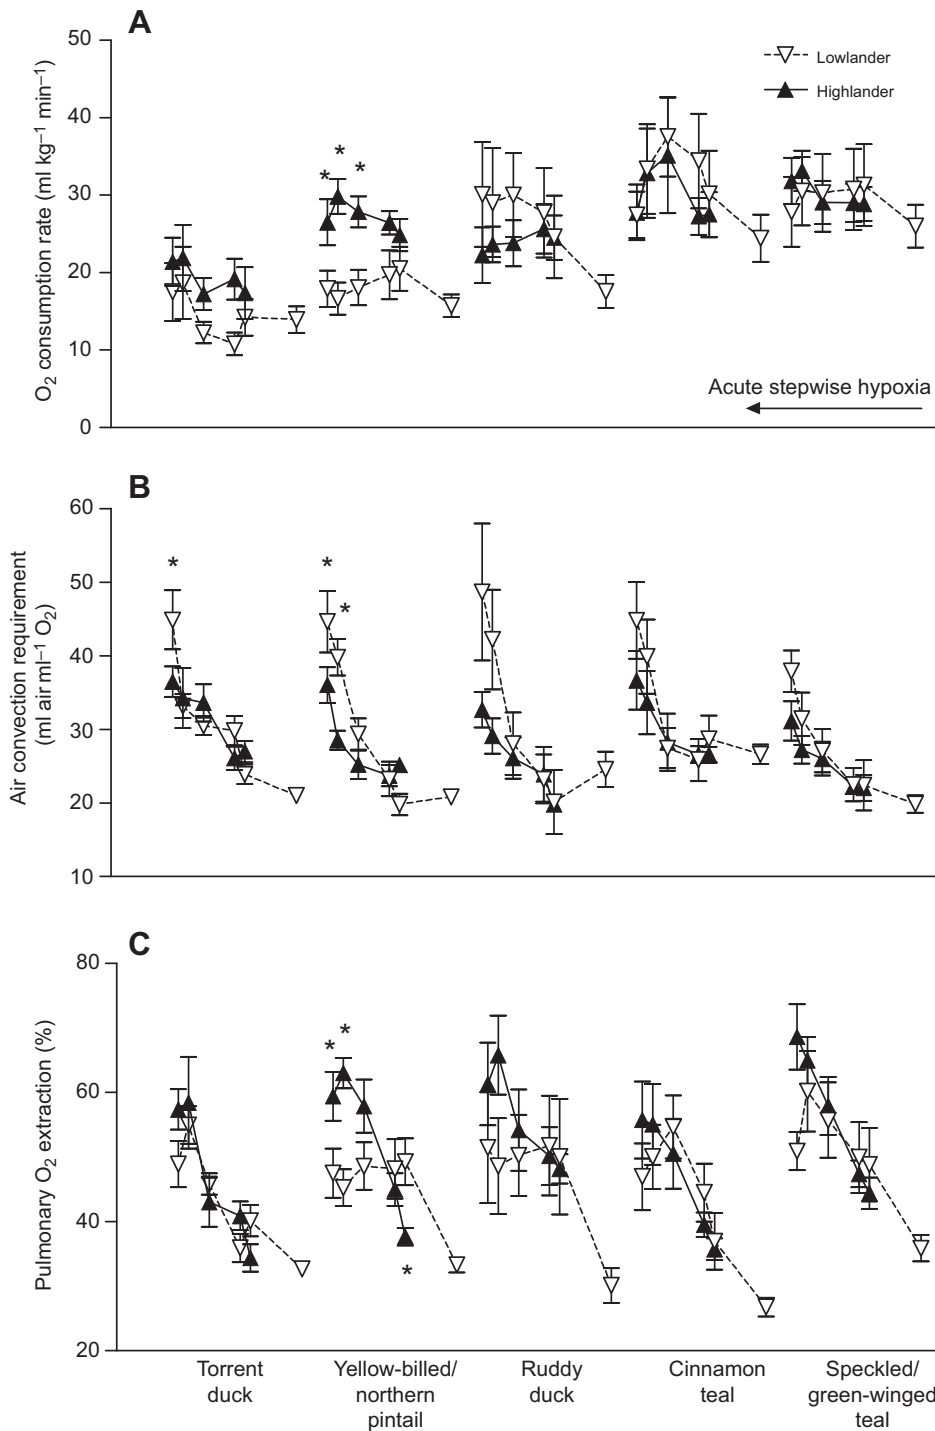 A
50
40
30
20
10
0
O₂ consumption rate (ml kg⁻¹ min⁻¹)
Lowlander
Highlander
* * *
Acute stepwise hypoxia
B
60
50
40
30
20
10
Air convection requirement
(ml air ml⁻¹ O₂)
* * *
C
80
60
40
20
Pulmonary O₂ extraction (%)
* * *
Torrent
duck
Yellow-billed/
northern
pintail
Ruddy
duck
Cinnamon
teal
Speckled/
green-winged
teal